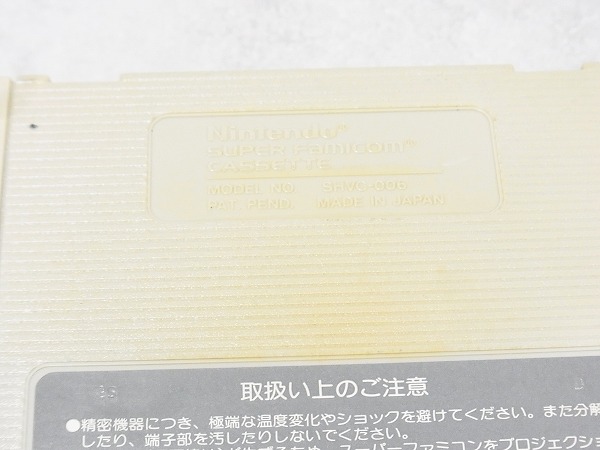 Nintendo®
SUPER FAMICOM™
CASSETTE
MODEL NO. SHVC-006
PAT. PEND. MADE IN JAPAN
取扱い上のご注意
●精密機器につき、極端な温度変化やショックを避けてください。また分解
したり、端子部を汚したりしないでください。
スーパーファミコンをプロジェクショ